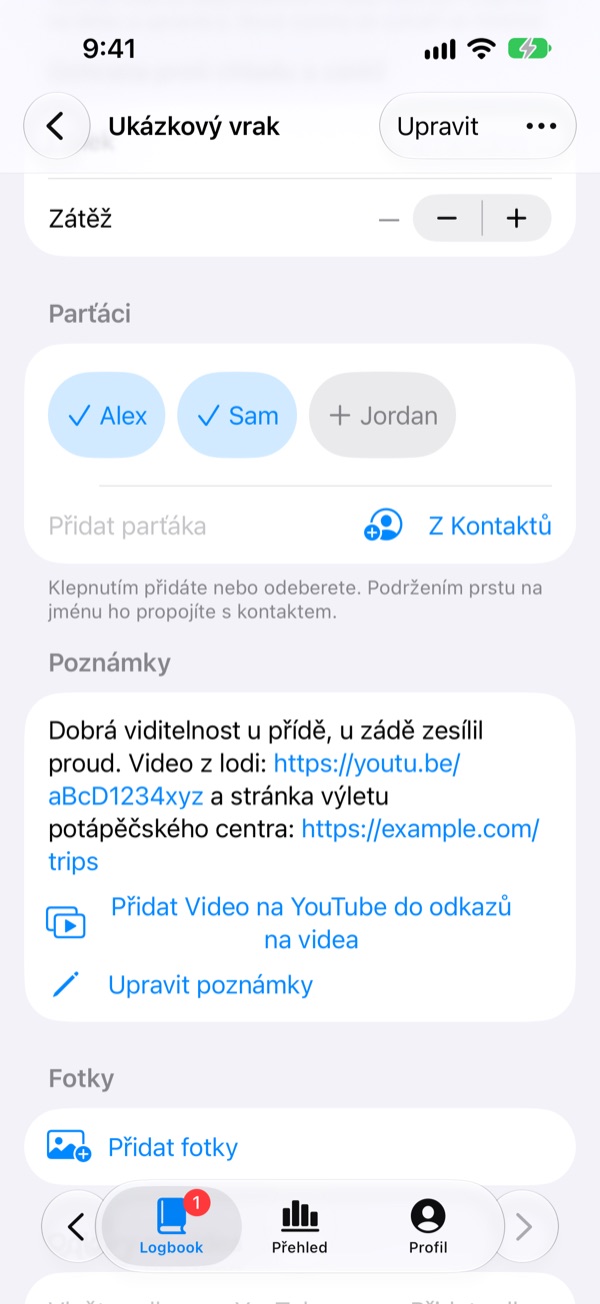 9:41
Ukázkový vrak
Upravit
Zátěž
Parťáci
Alex
Sam
Jordan
Přidat parťáka
Z Kontaktů
Klepnutím přidáte nebo odeberete. Podržením prstu na
jménu ho propojíte s kontaktem.
Poznámky
Dobrá viditelnost u přídě, u zádě zesílil
proud. Video z lodi: https://youtu.be/
aBcD1234xyz a stránka výletu
potápěčského centra: https://example.com/
trips
Přidat Video na YouTube do odkazů
na videa
Upravit poznámky
Fotky
Přidat fotky
1
Logbook
Přehled
Profil